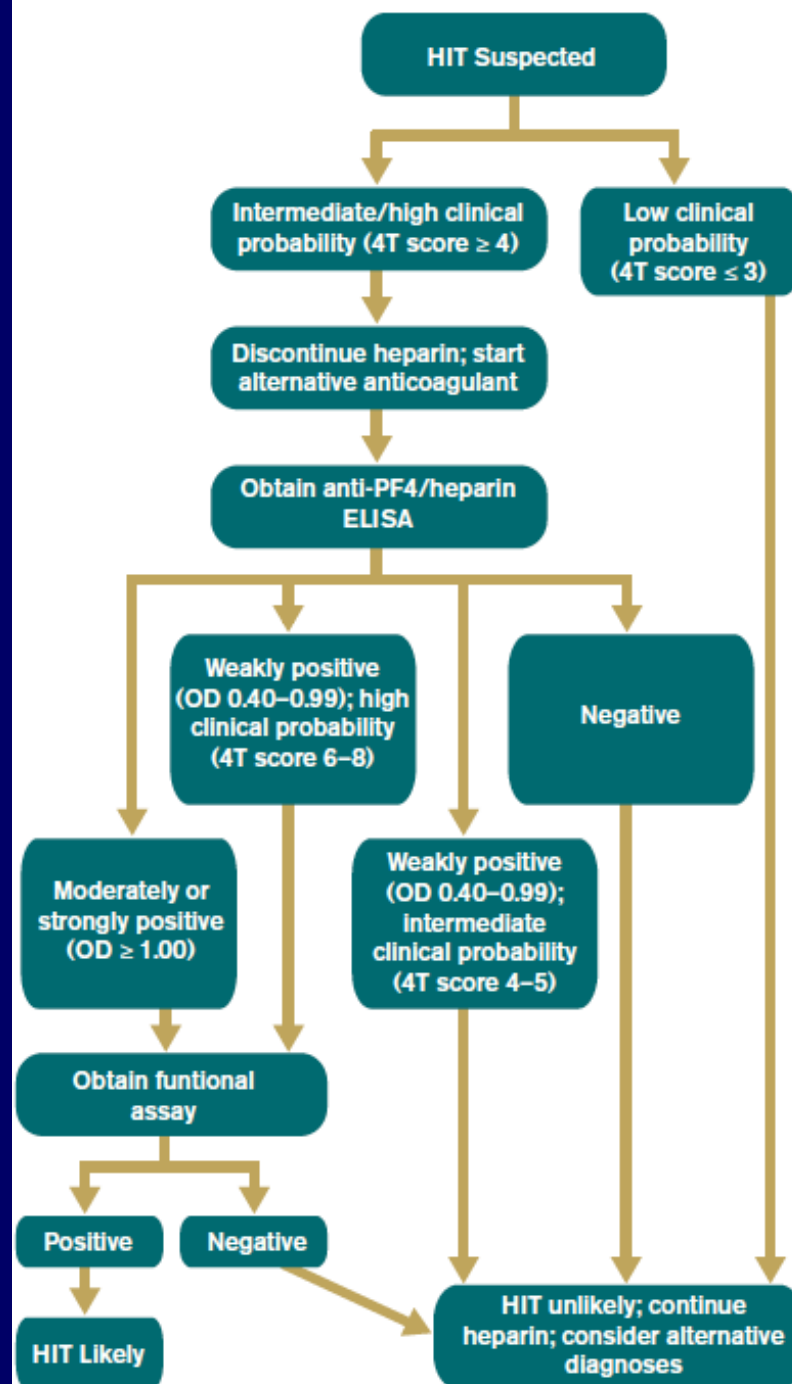 HIT Suspected
Intermediate/high clinical
probability (4T score ≥ 4)
Low clinical
probability
(4T score ≤ 3)
Discontinue heparin; start
alternative anticoagulant
Obtain anti-PF4/heparin
ELISA
Weakly positive
(OD 0.40–0.99); high
clinical probability
(4T score 6–8)
Negative
Moderately or
strongly positive
(OD ≥ 1.00)
Weakly positive
(OD 0.40–0.99);
intermediate
clinical probability
(4T score 4–5)
Obtain funtional
assay
Positive
Negative
HIT Likely
HIT unlikely; continue
heparin; consider alternative
diagnoses